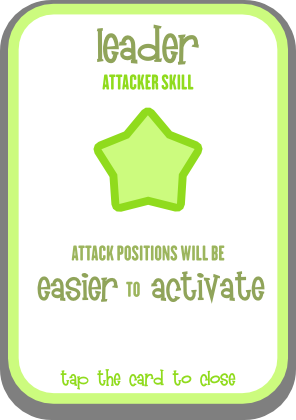 leader
ATTACKER SKILL
ATTACK POSITIONS WILL BE
easier TO activate
tap the card to close